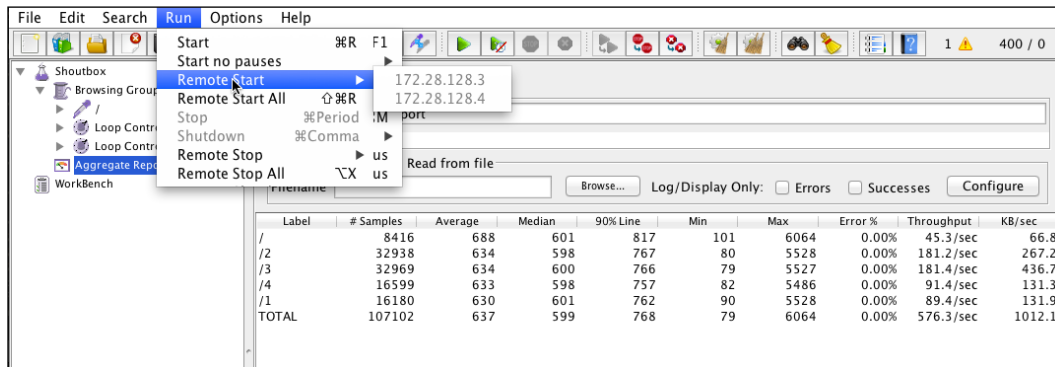 File Edit Search Run Options Help
1 400 / 0
Start ⌘R F1
Start no pauses
Remote Start
172.28.128.3
172.28.128.4
Remote Start All ⇧⌘R
Stop ⌘Period :M
Shutdown ⌘Comma
Remote Stop us
Remote Stop All ⌥X us
Shoutbox
Browsing Group
/
Loop Contr
Loop Contr
Aggregate Repo
WorkBench
port
Read from file
Filename Browse... Log/Display Only: Errors Successes Configure
Label # Samples Average Median 90% Line Min Max Error % Throughput KB/sec
/ 8416 688 601 817 101 6064 0.00% 45.3/sec 66.8
/2 32938 634 598 767 80 5528 0.00% 181.2/sec 267.2
/3 32969 634 600 766 79 5527 0.00% 181.4/sec 436.7
/4 16599 633 598 757 82 5486 0.00% 91.4/sec 131.3
/1 16180 630 601 762 90 5528 0.00% 89.4/sec 131.9
TOTAL 107102 637 599 768 79 6064 0.00% 576.3/sec 1012.1